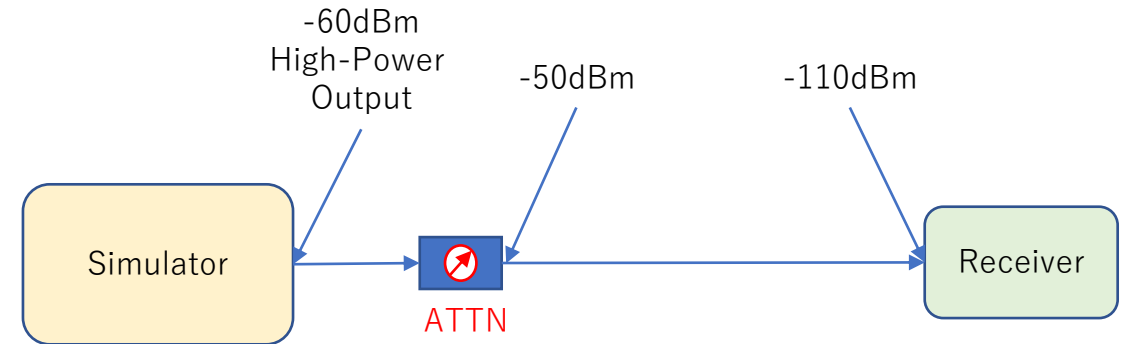 -60dBm
High-Power
Output
-50dBm
-110dBm
Simulator
ATTN
Receiver